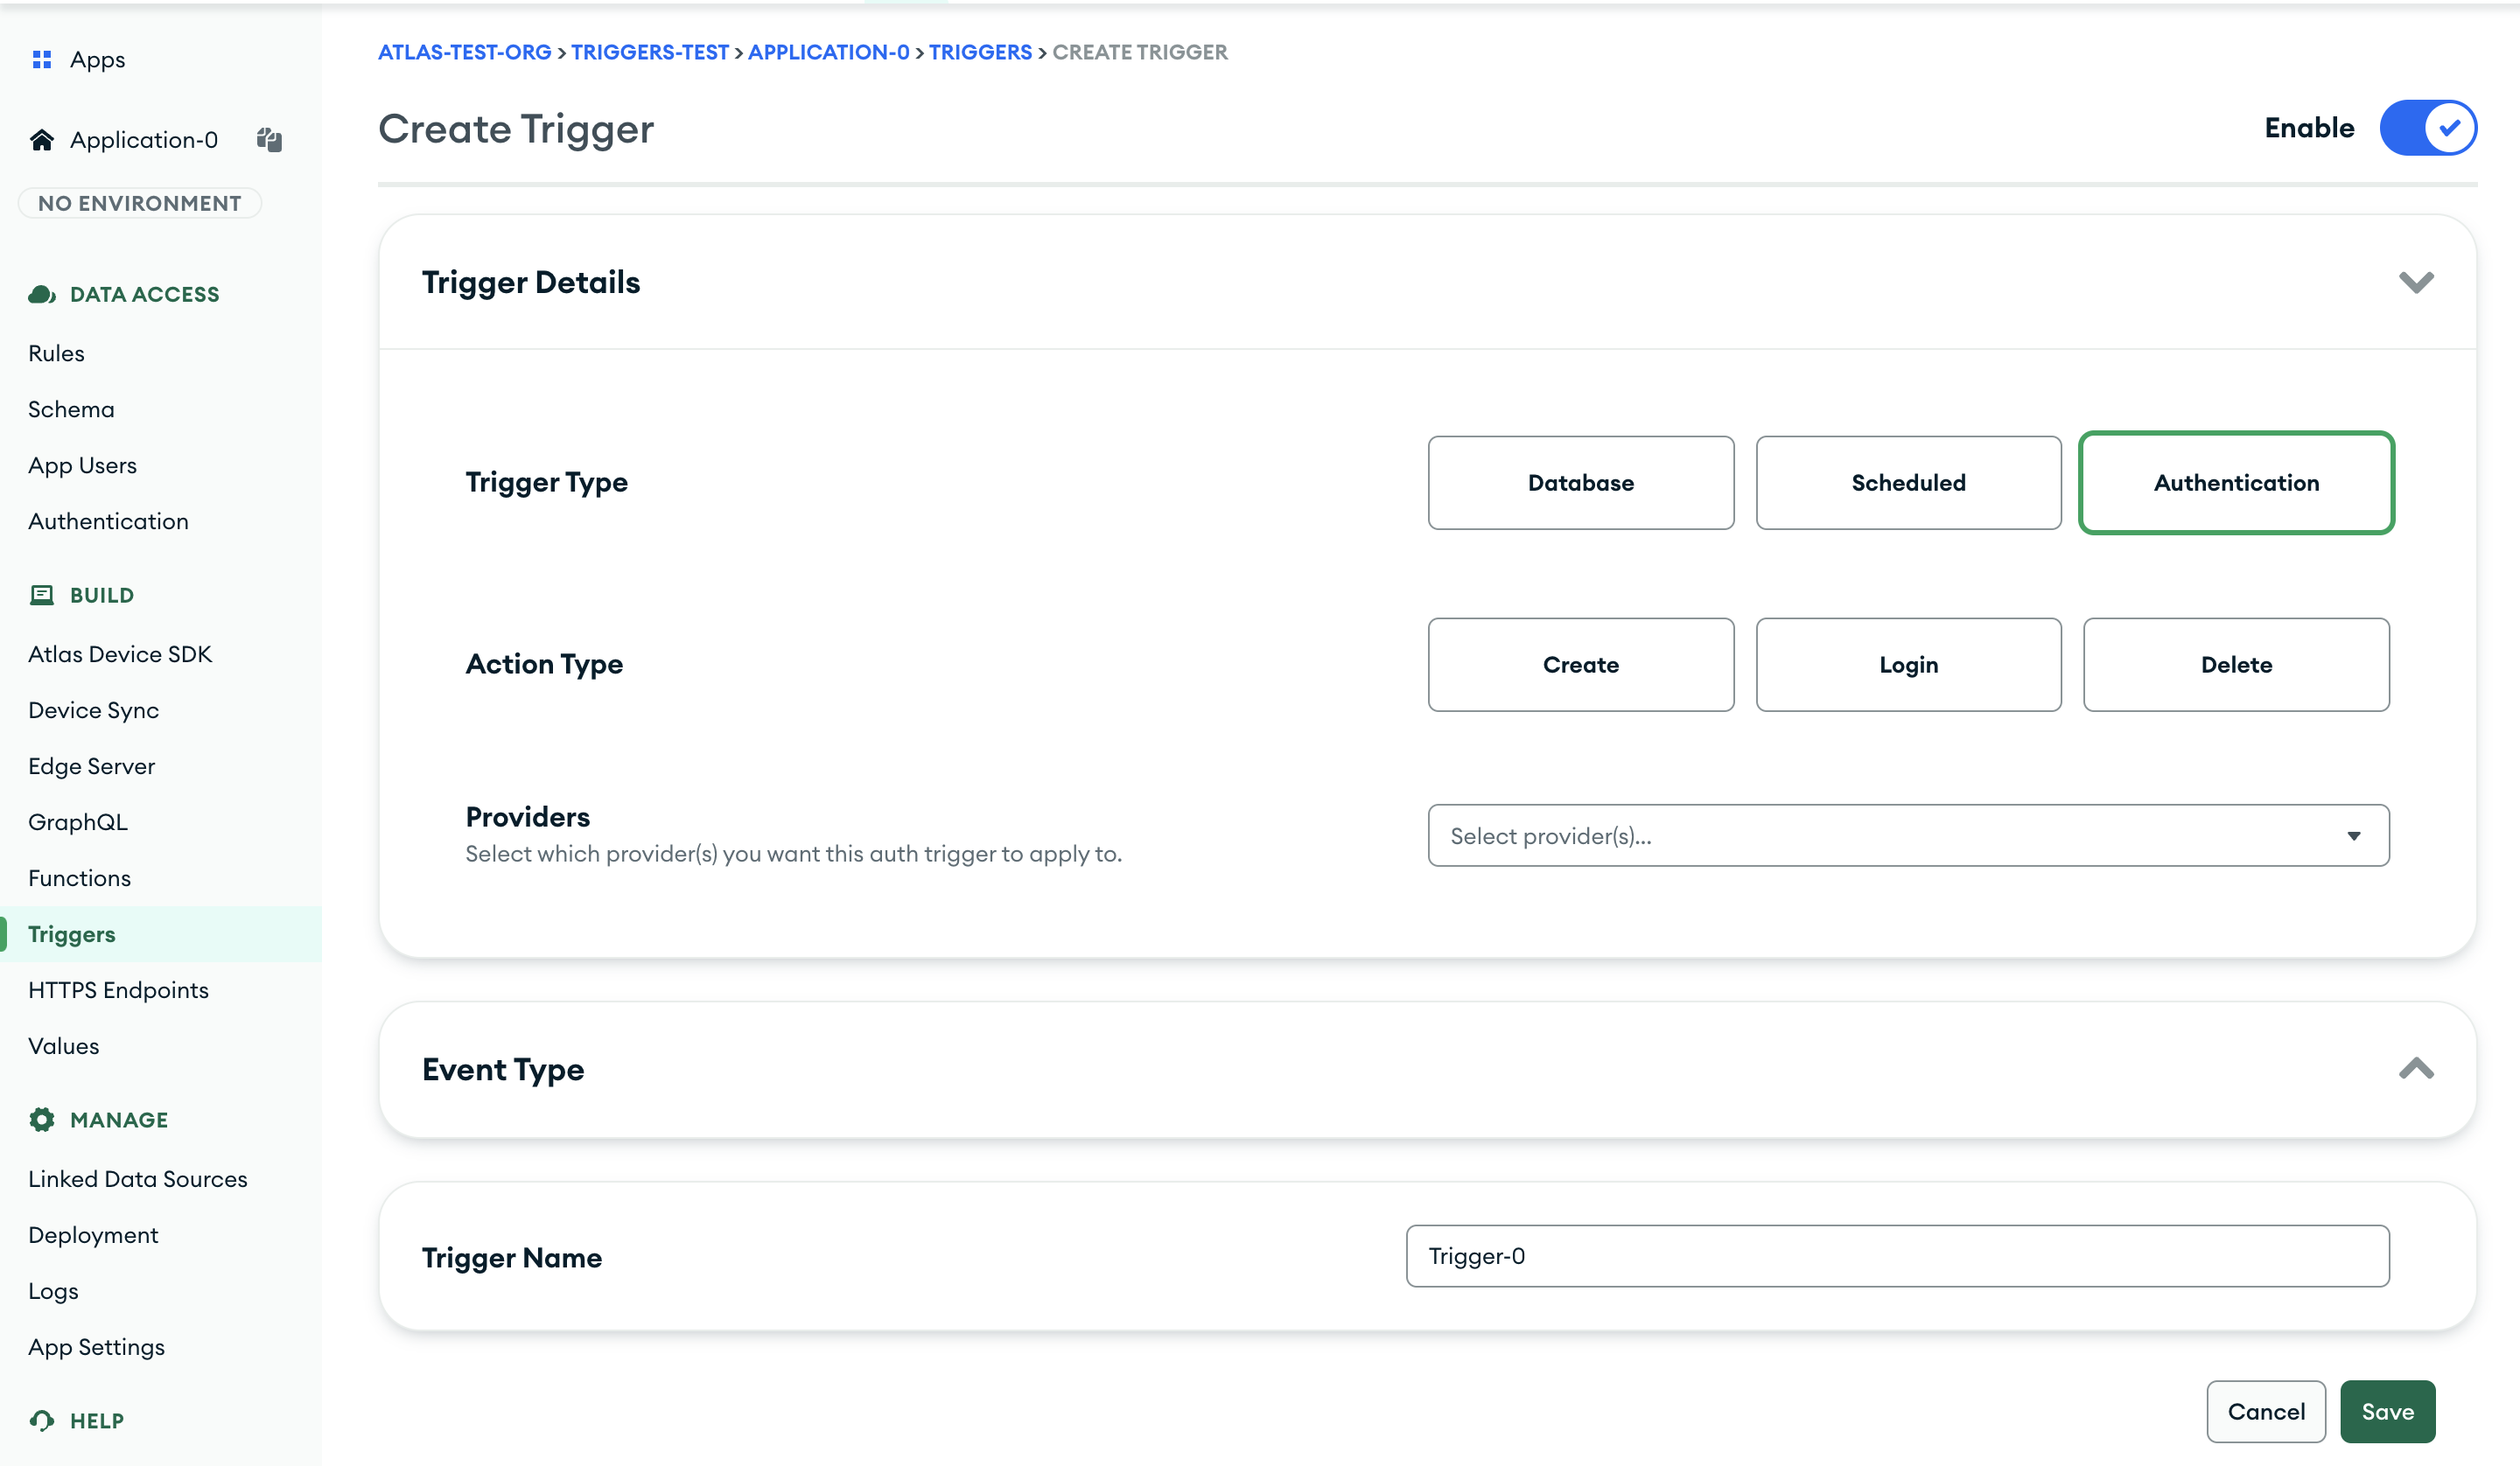 Apps
Application-0
NO ENVIRONMENT
DATA ACCESS
Rules
Schema
App Users
Authentication
BUILD
Atlas Device SDK
Device Sync
Edge Server
GraphQL
Functions
Triggers
HTTPS Endpoints
Values
MANAGE
Linked Data Sources
Deployment
Logs
App Settings
HELP
ATLAS-TEST-ORG > TRIGGERS-TEST > APPLICATION-0 > TRIGGERS > CREATE TRIGGER
Create Trigger
Enable
Trigger Details
Trigger Type
Database
Scheduled
Authentication
Action Type
Create
Login
Delete
Providers
Select which provider(s) you want this auth trigger to apply to.
Select provider(s)...
Event Type
Trigger Name
Trigger-0
Cancel
Save